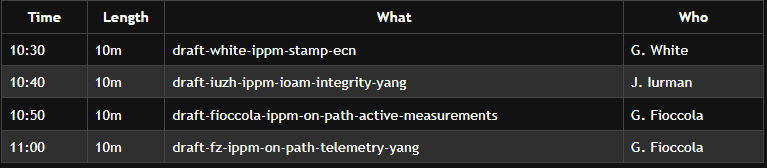 Time Length What Who
10:30 10m draft-white-ippm-stamp-ecn G. White
10:40 10m draft-iuzh-ippm-ioam-integrity-yang J. Iurman
10:50 10m draft-fioccola-ippm-on-path-active-measurements G. Fioccola
11:00 10m draft-fz-ippm-on-path-telemetry-yang G. Fioccola